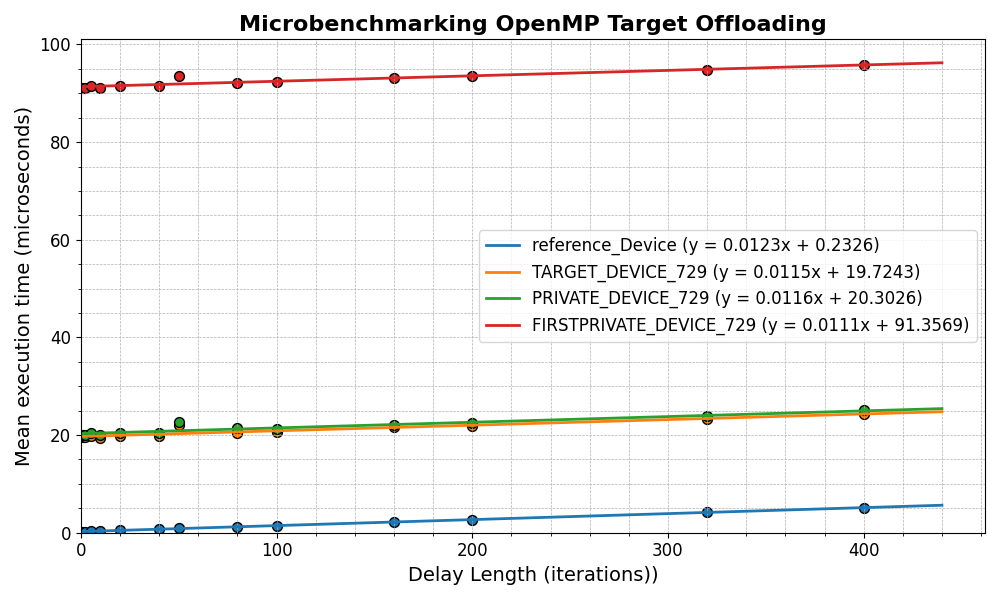 Microbenchmarking OpenMP Target Offloading
Mean execution time (microseconds)
100
80
60
40
20
0
reference_Device (y = 0.0123x + 0.2326)
TARGET_DEVICE_729 (y = 0.0115x + 19.7243)
PRIVATE_DEVICE_729 (y = 0.0116x + 20.3026)
FIRSTPRIVATE_DEVICE_729 (y = 0.0111x + 91.3569)
0 100 200 300 400
Delay Length (iterations))